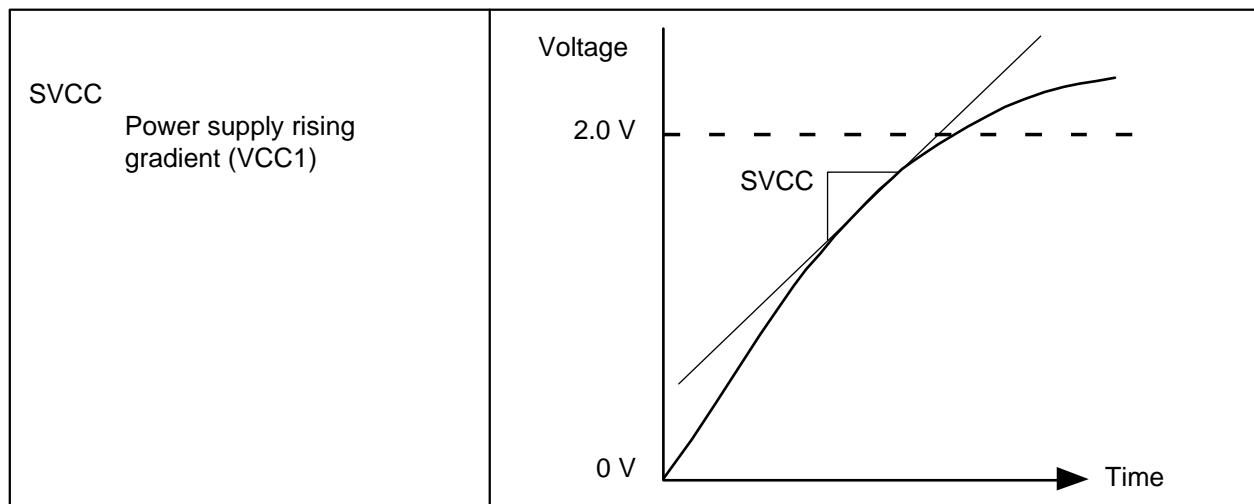 SVCC
Power supply rising
gradient (VCC1)
Voltage
2.0 V
SVCC
0 V
Time